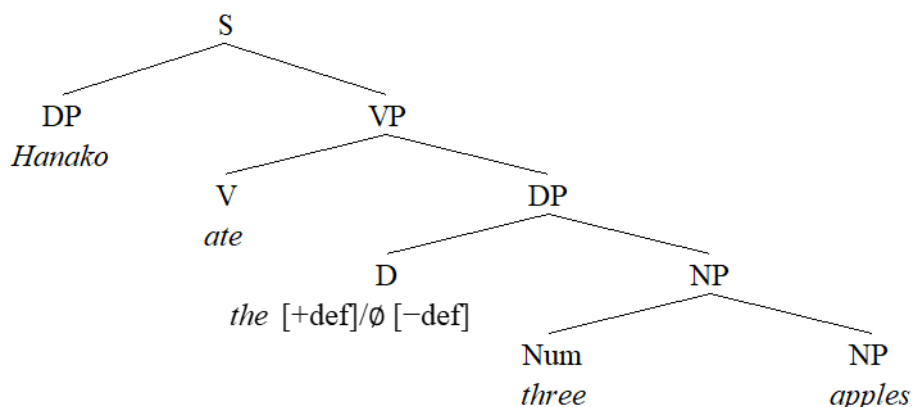 S
DP VP
Hanako
V DP
ate
D NP
the [+def]/∅ [−def]
Num NP
three apples